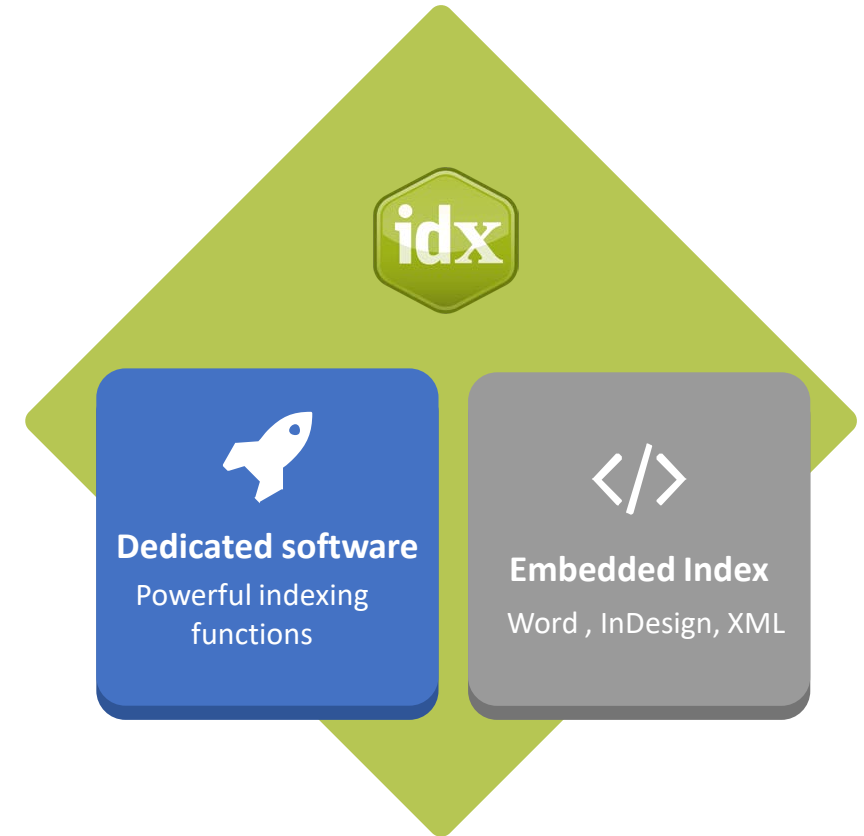 idx
Dedicated software
Powerful indexing
functions
</>
Embedded Index
Word , InDesign, XML